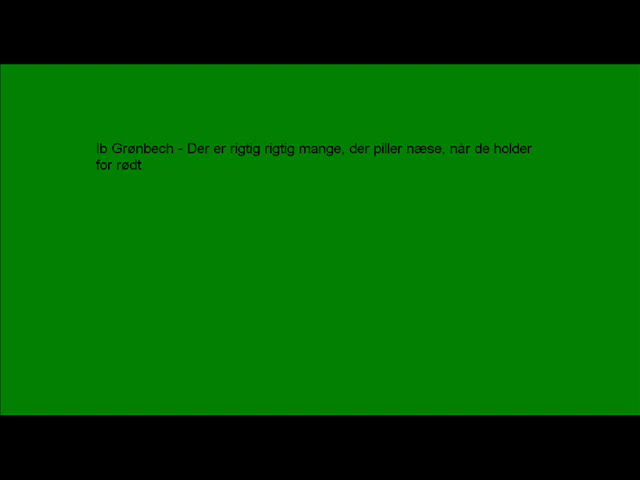 Ib Grønbech - Der er rigtig rigtig mange, der piller næse, når de holder
for rødt